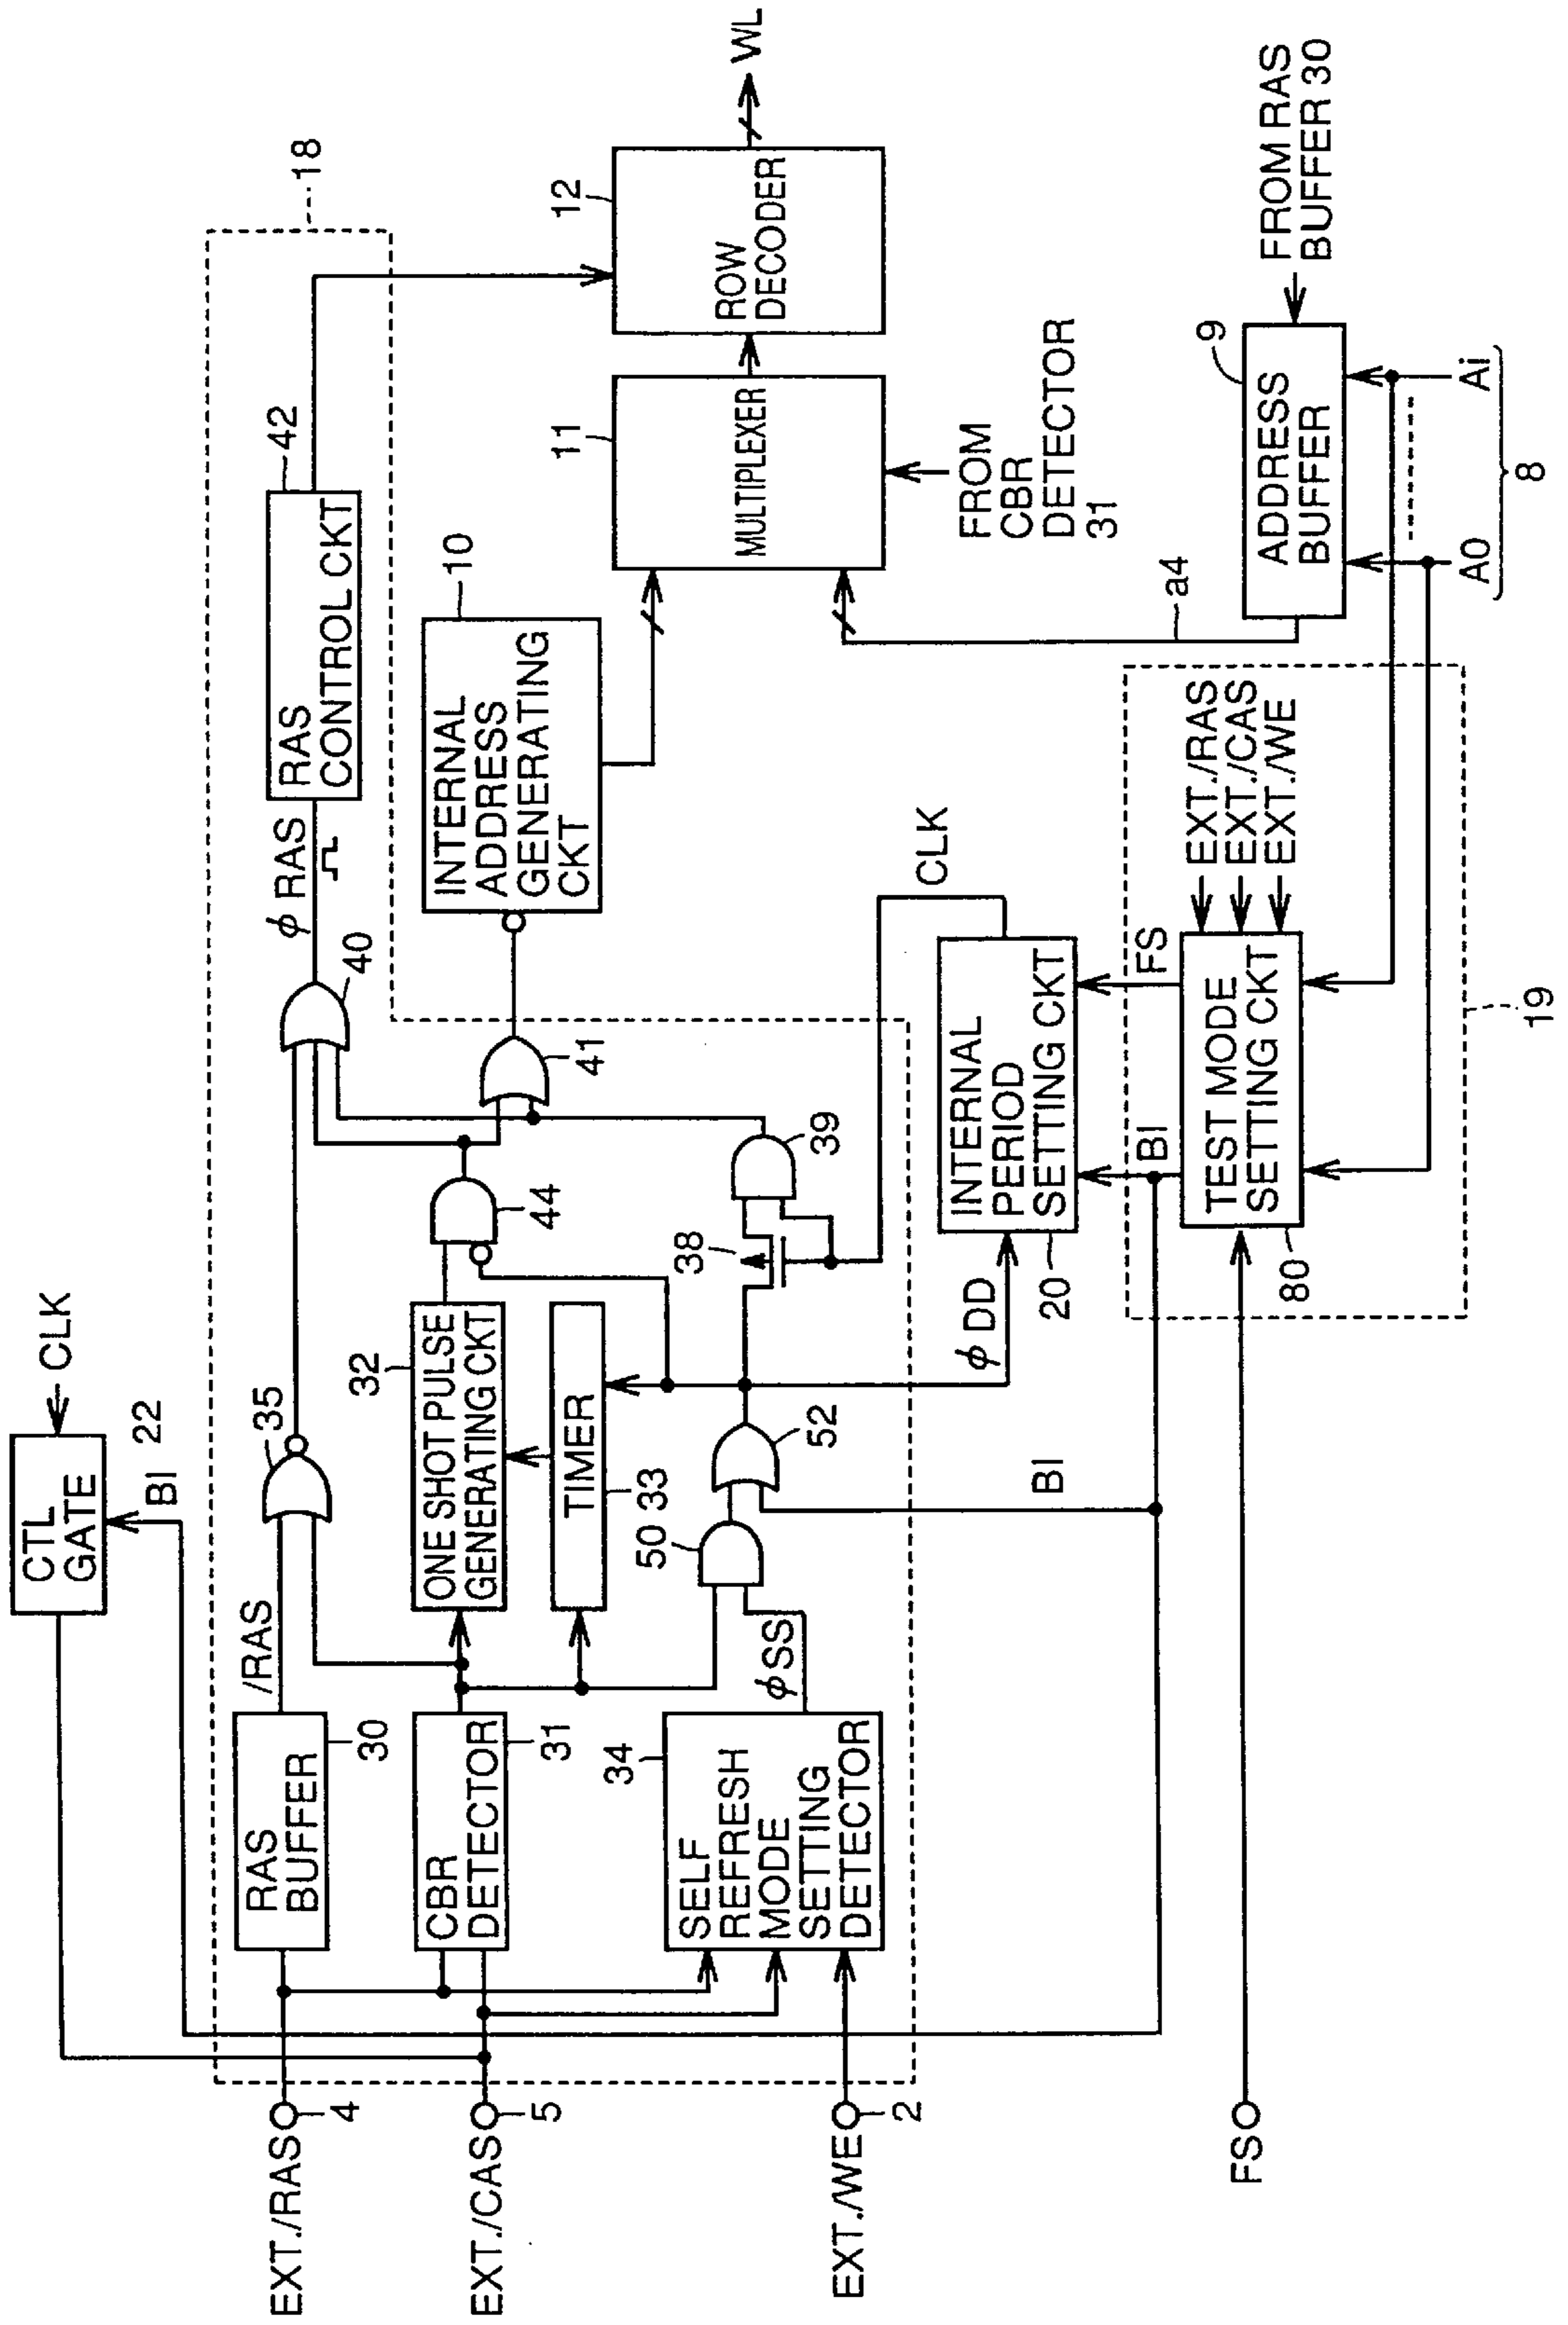 CTL
GATE
CLK
BI
22
18
EXT./RAS
4
RAS
BUFFER
30
/RAS
35
40
φ RAS
RAS
CONTROL CKT
42
EXT./CAS
5
CBR
DETECTOR
31
ONE SHOT PULSE
GENERATING CKT
32
TIMER
33
44
41
INTERNAL
ADDRESS
GENERATING
CKT
10
MULTIPLEXER
11
ROW
DECODER
12
WL
FROM
CBR
DETECTOR
31
EXT./WE
2
SELF
REFRESH
MODE
SETTING
DETECTOR
34
φSS
50
52
38
39
BI
φ DD
INTERNAL
PERIOD
SETTING CKT
20
CLK
BI
FS
TEST MODE
SETTING CKT
80
EXT./RAS
EXT./CAS
EXT./WE
19
FS
a4
ADDRESS
BUFFER
9
FROM RAS
BUFFER 30
A0
Ai
8